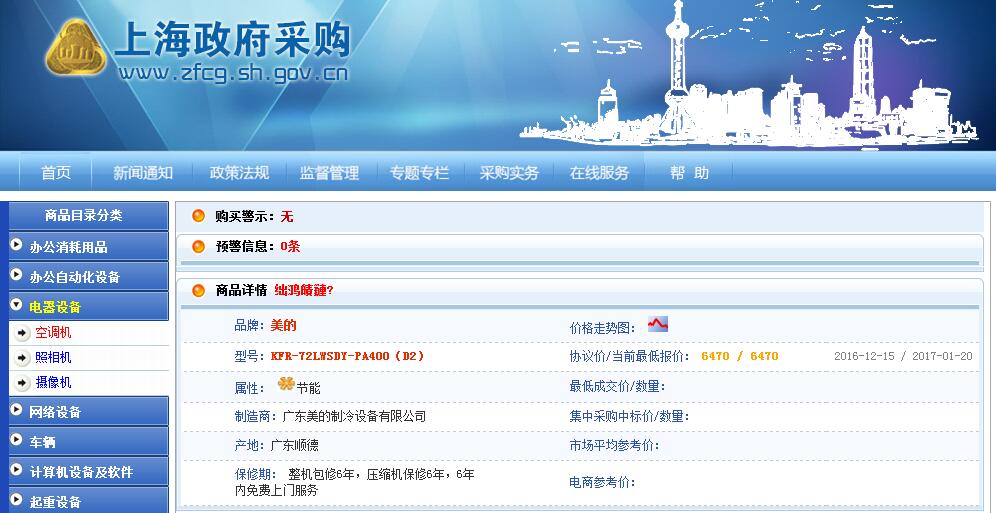 上海政府采购
www.zfcg.sh.gov.cn
首页 新闻通知 政策法规 监督管理 专题专栏 采购实务 在线服务 帮 助
商品目录分类
办公消耗用品
办公自动化设备
电器设备
空调机
照相机
摄像机
网络设备
车辆
计算机设备及软件
起重设备
购买警示：无
预警信息：0条
商品详情 绌鸿皟鏈?
品牌：美的
价格走势图：
型号：KFR-72LWSDY-PA400（D2）
协议价/当前最低报价： 6470 / 6470 2016-12-15 / 2017-01-20
属性： 节能
最低成交价/数量：
制造商：广东美的制冷设备有限公司
集中采购中标价/数量：
产地：广东顺德
市场平均参考价：
保修期： 整机包修6年，压缩机保修6年，6年
内免费上门服务
电商参考价：